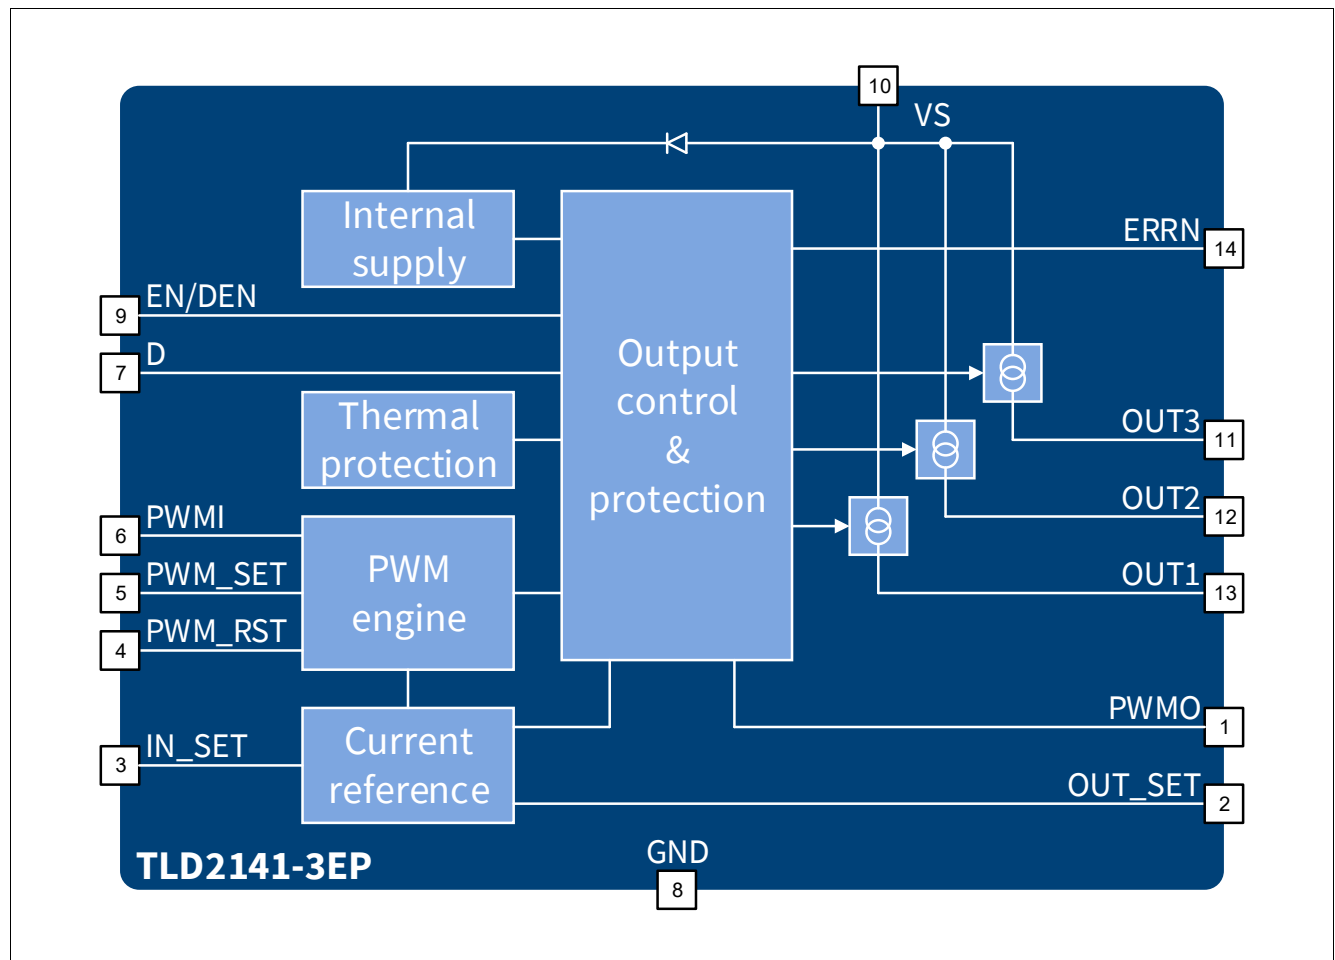 10
VS
Internal
supply
ERRN
14
EN/DEN
9
D
7
Output
control
&
protection
Thermal
protection
OUT3
11
PWMI
6
OUT2
12
PWM_SET
5
PWM
engine
OUT1
13
PWM_RST
4
PWMO
1
IN_SET
3
Current
reference
OUT_SET
2
TLD2141-3EP
GND
8